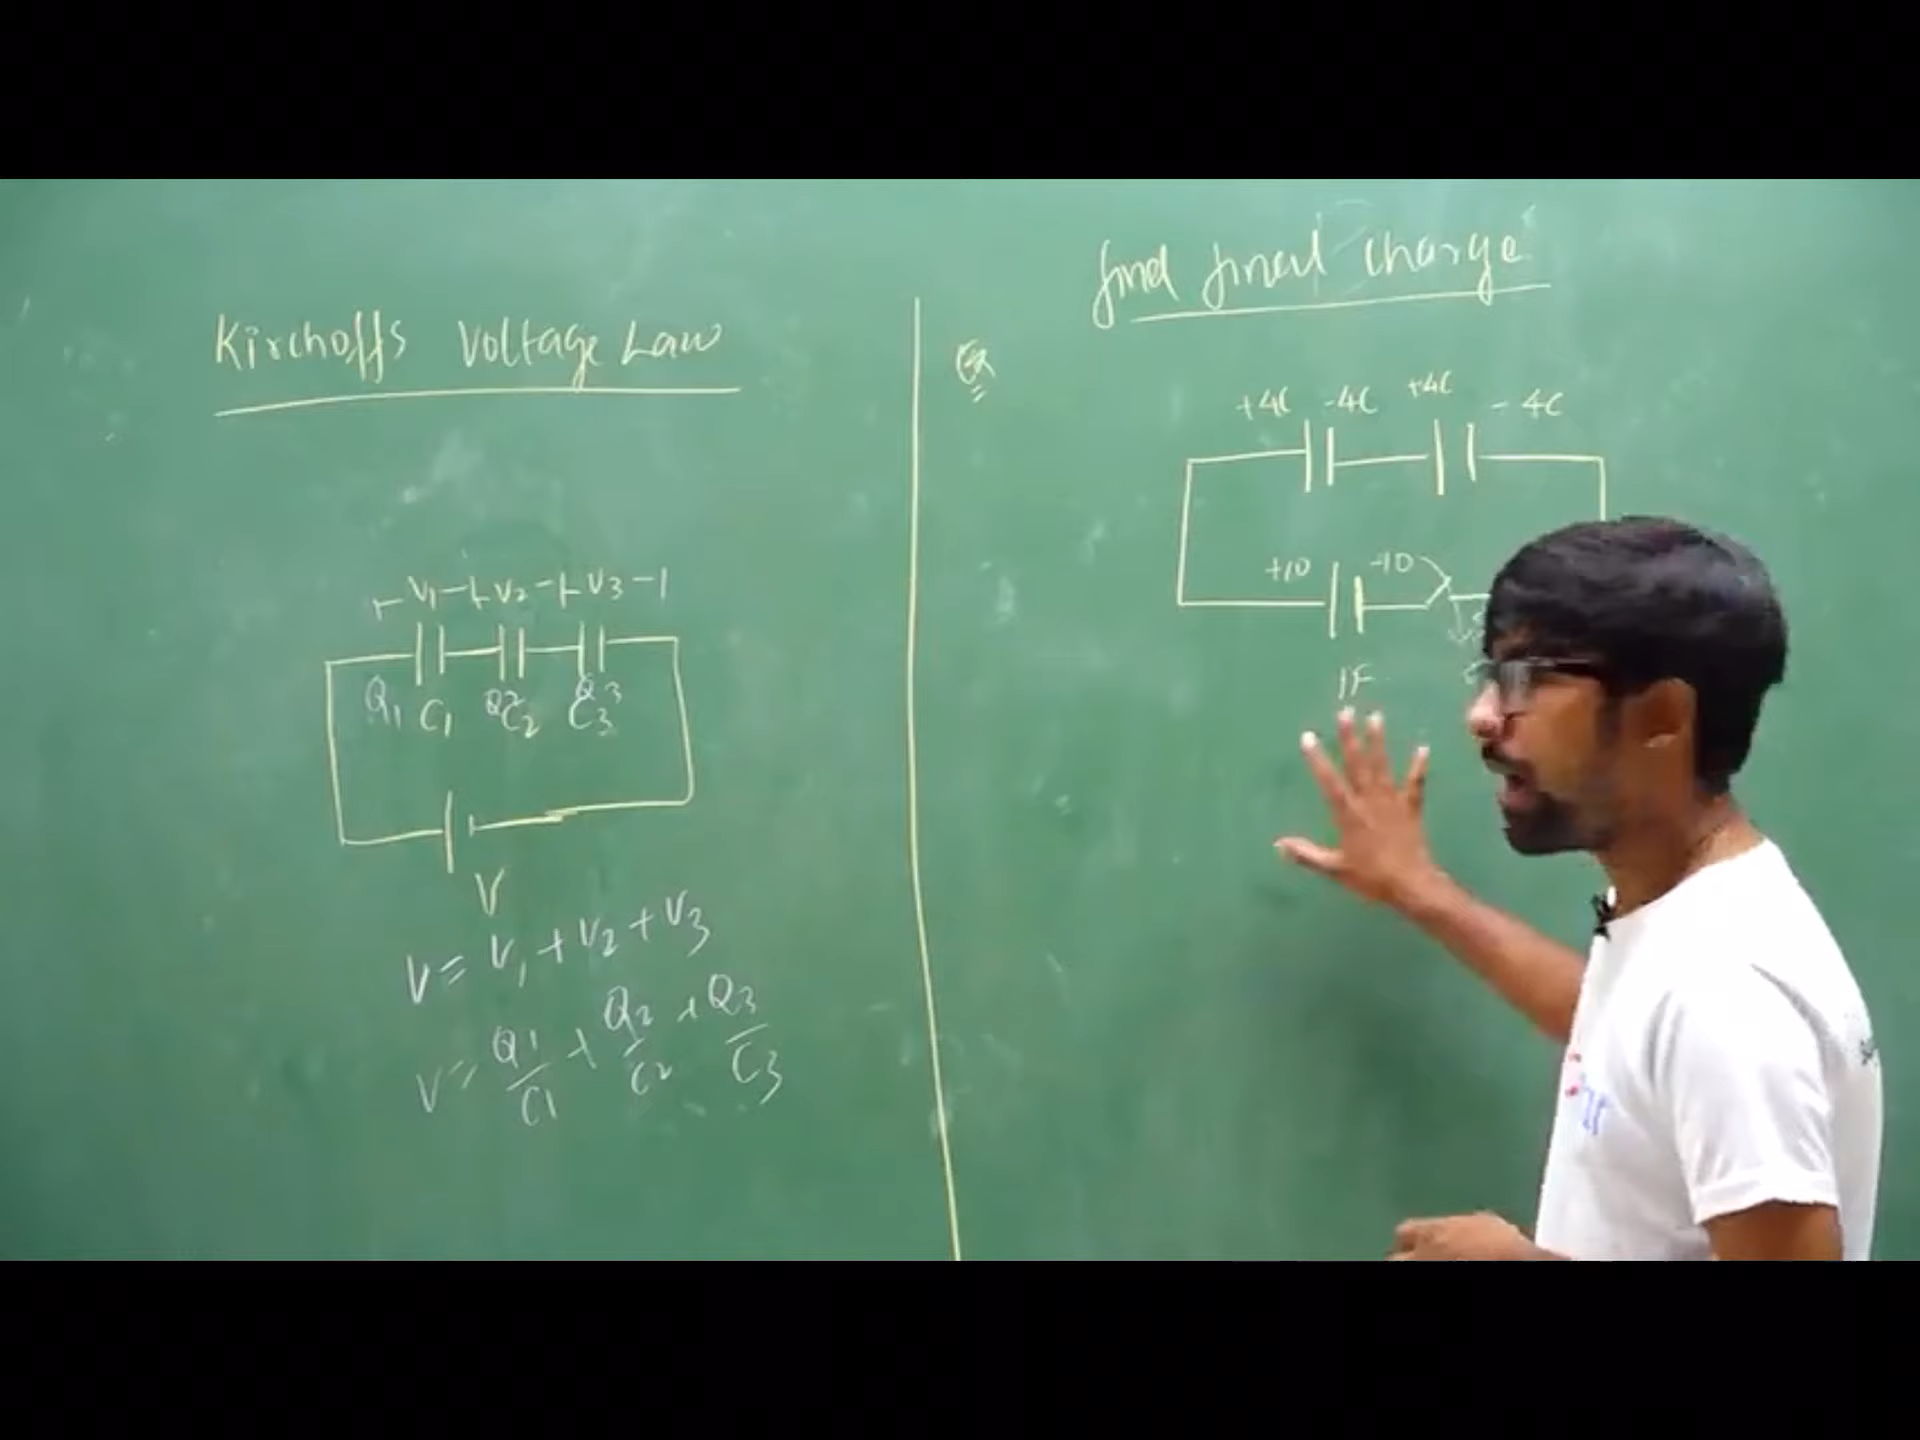 Kirchoffs Voltage Law
V1 V2 V3
Q1 Q2 Q3
C1 C2 C3
V
V = V1 + V2 + V3
V = Q1/C1 + Q2/C2 + Q3/C3
find final charge
Ex
+4C -4C +4C -4C
+10 -10
1F